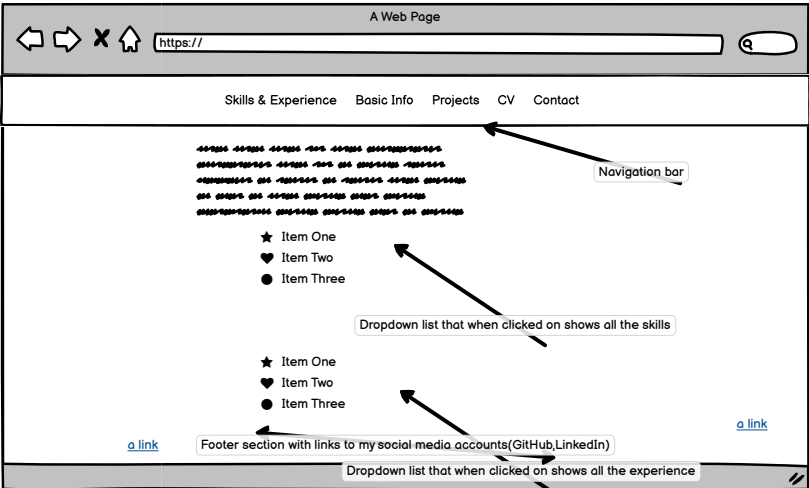 A Web Page
https://
Skills & Experience Basic Info Projects CV Contact
Navigation bar
Item One
Item Two
Item Three
Dropdown list that when clicked on shows all the skills
Item One
Item Two
Item Three
a link
a link
Footer section with links to my social media accounts(GitHub,LinkedIn)
Dropdown list that when clicked on shows all the experience